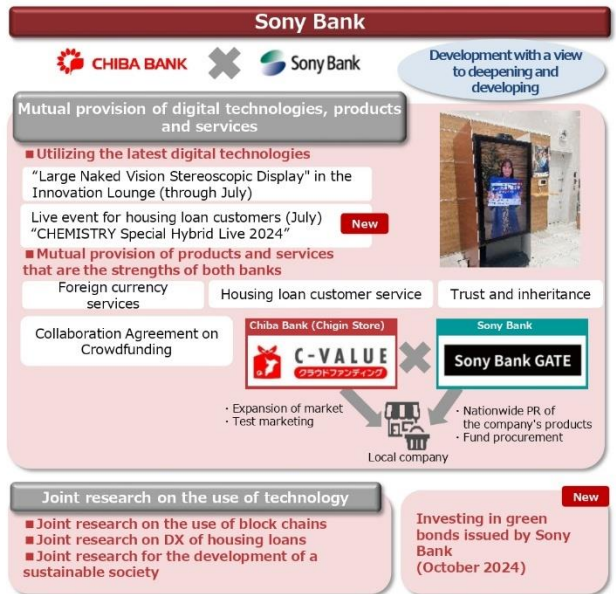 Sony Bank
CHIBA BANK
Sony Bank
Development with a view
to deepening and
developing
Mutual provision of digital technologies, products
and services
■Utilizing the latest digital technologies
“Large Naked Vision Stereoscopic Display" in the
Innovation Lounge (through July)
Live event for housing loan customers (July)
“CHEMISTRY Special Hybrid Live 2024”
New
■Mutual provision of products and services
that are the strengths of both banks
Foreign currency
services
Housing loan customer service
Trust and inheritance
Collaboration Agreement on
Crowdfunding
Chiba Bank (Chigin Store)
C-VALUE
クラウドファンディング
Sony Bank
Sony Bank GATE
・Expansion of market
・Test marketing
・Nationwide PR of
the company's products
・Fund procurement
Local company
Joint research on the use of technology
■Joint research on the use of block chains
■Joint research on DX of housing loans
■Joint research for the development of a
sustainable society
New
Investing in green
bonds issued by Sony
Bank
(October 2024)